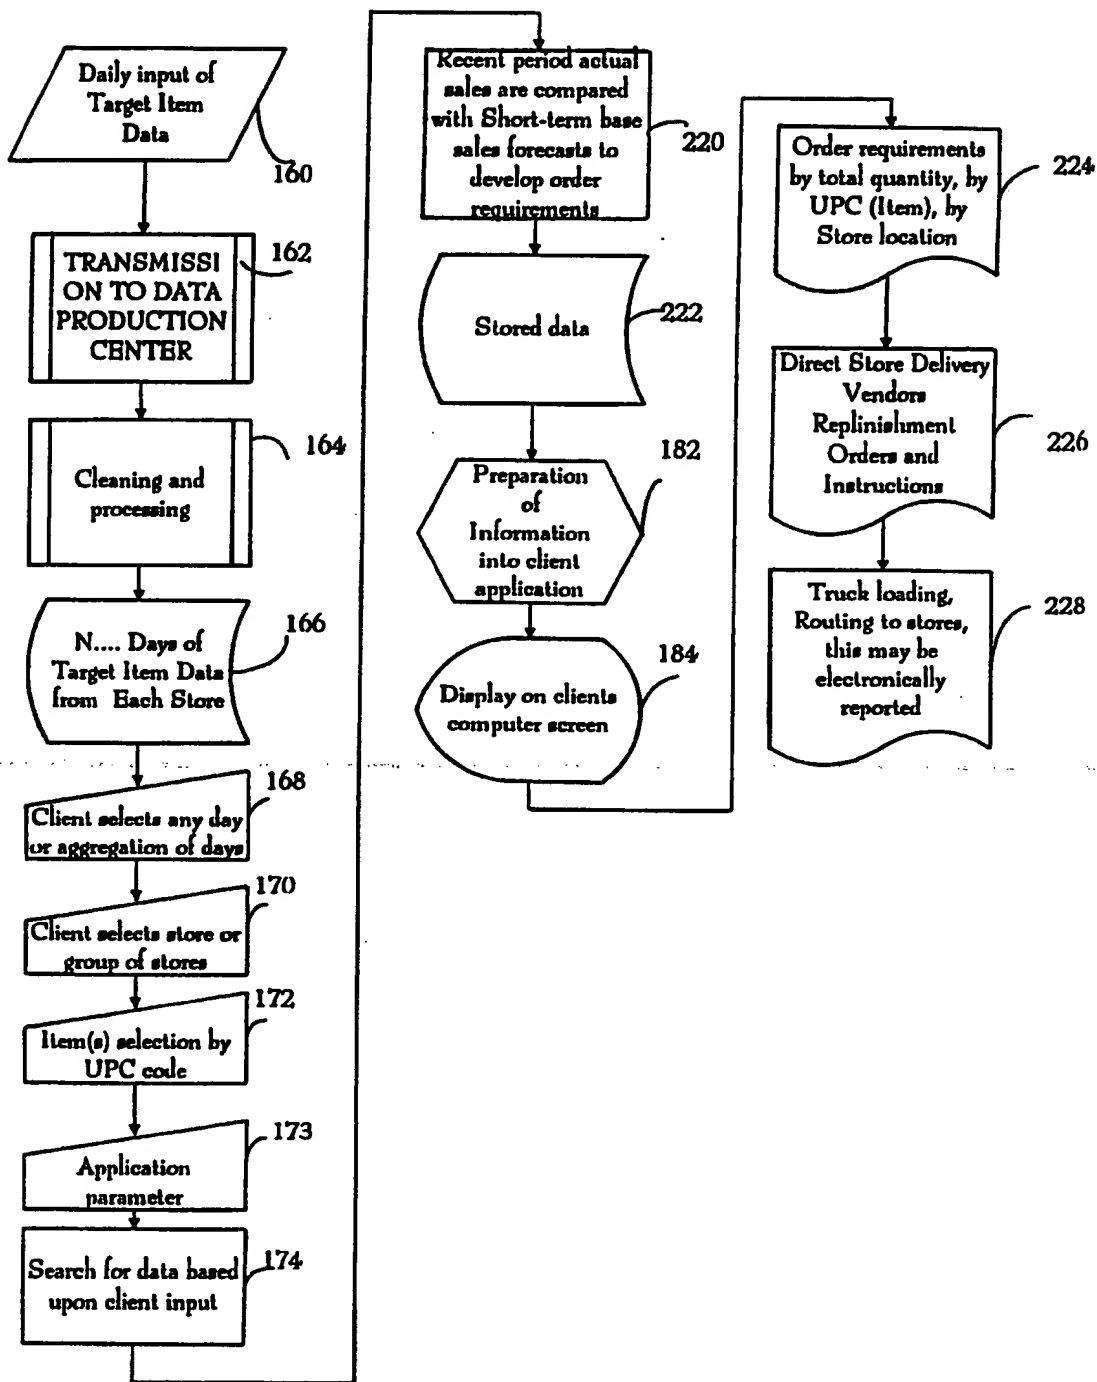 Daily input of
Target Item
Data
160
TRANSMISSI
ON TO DATA
PRODUCTION
CENTER
162
Cleaning and
processing
164
N.... Days of
Target Item Data
from Each Store
166
Client selects any day
or aggregation of days
168
Client selects store or
group of stores
170
Item(s) selection by
UPC code
172
Application
parameter
173
Search for data based
upon client input
174
Recent period actual
sales are compared
with Short-term base
sales forecasts to
develop order
requirements
220
Stored data
222
Preparation
of
Information
into client
application
182
Display on clients
computer screen
184
Order requirements
by total quantity, by
UPC (Item), by
Store location
224
Direct Store Delivery
Vendors
Replinishment
Orders and
Instructions
226
Truck loading,
Routing to stores,
this may be
electronically
reported
228